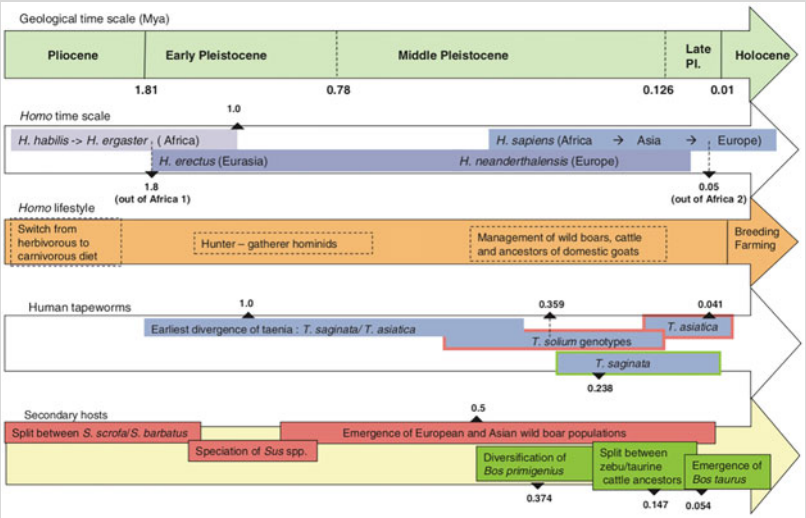 Geological time scale (Mya)
Pliocene
Early Pleistocene
Middle Pleistocene
Late
Pl.
Holocene
1.81
0.78
0.126
0.01
Homo time scale
1.0
H. habilis -> H. ergaster ( Africa)
H. sapiens (Africa → Asia → Europe)
H. erectus (Eurasia)
H. neanderthalensis (Europe)
1.8
(out of Africa 1)
0.05
(out of Africa 2)
Homo lifestyle
Switch from
herbivorous to
carnivorous diet
Hunter – gatherer hominids
Management of wild boars, cattle
and ancestors of domestic goats
Breeding
Farming
Human tapeworms
1.0
0.359
0.041
Earliest divergence of taenia : T. saginata/ T. asiatica
T. asiatica
T. solium genotypes
T. saginata
0.238
Secondary hosts
0.5
Split between S. scrofa/S. barbatus
Emergence of European and Asian wild boar populations
Speciation of Sus spp.
Diversification of
Bos primigenius
Split between
zebu/taurine
cattle ancestors
Emergence of
Bos taurus
0.374
0.147
0.054